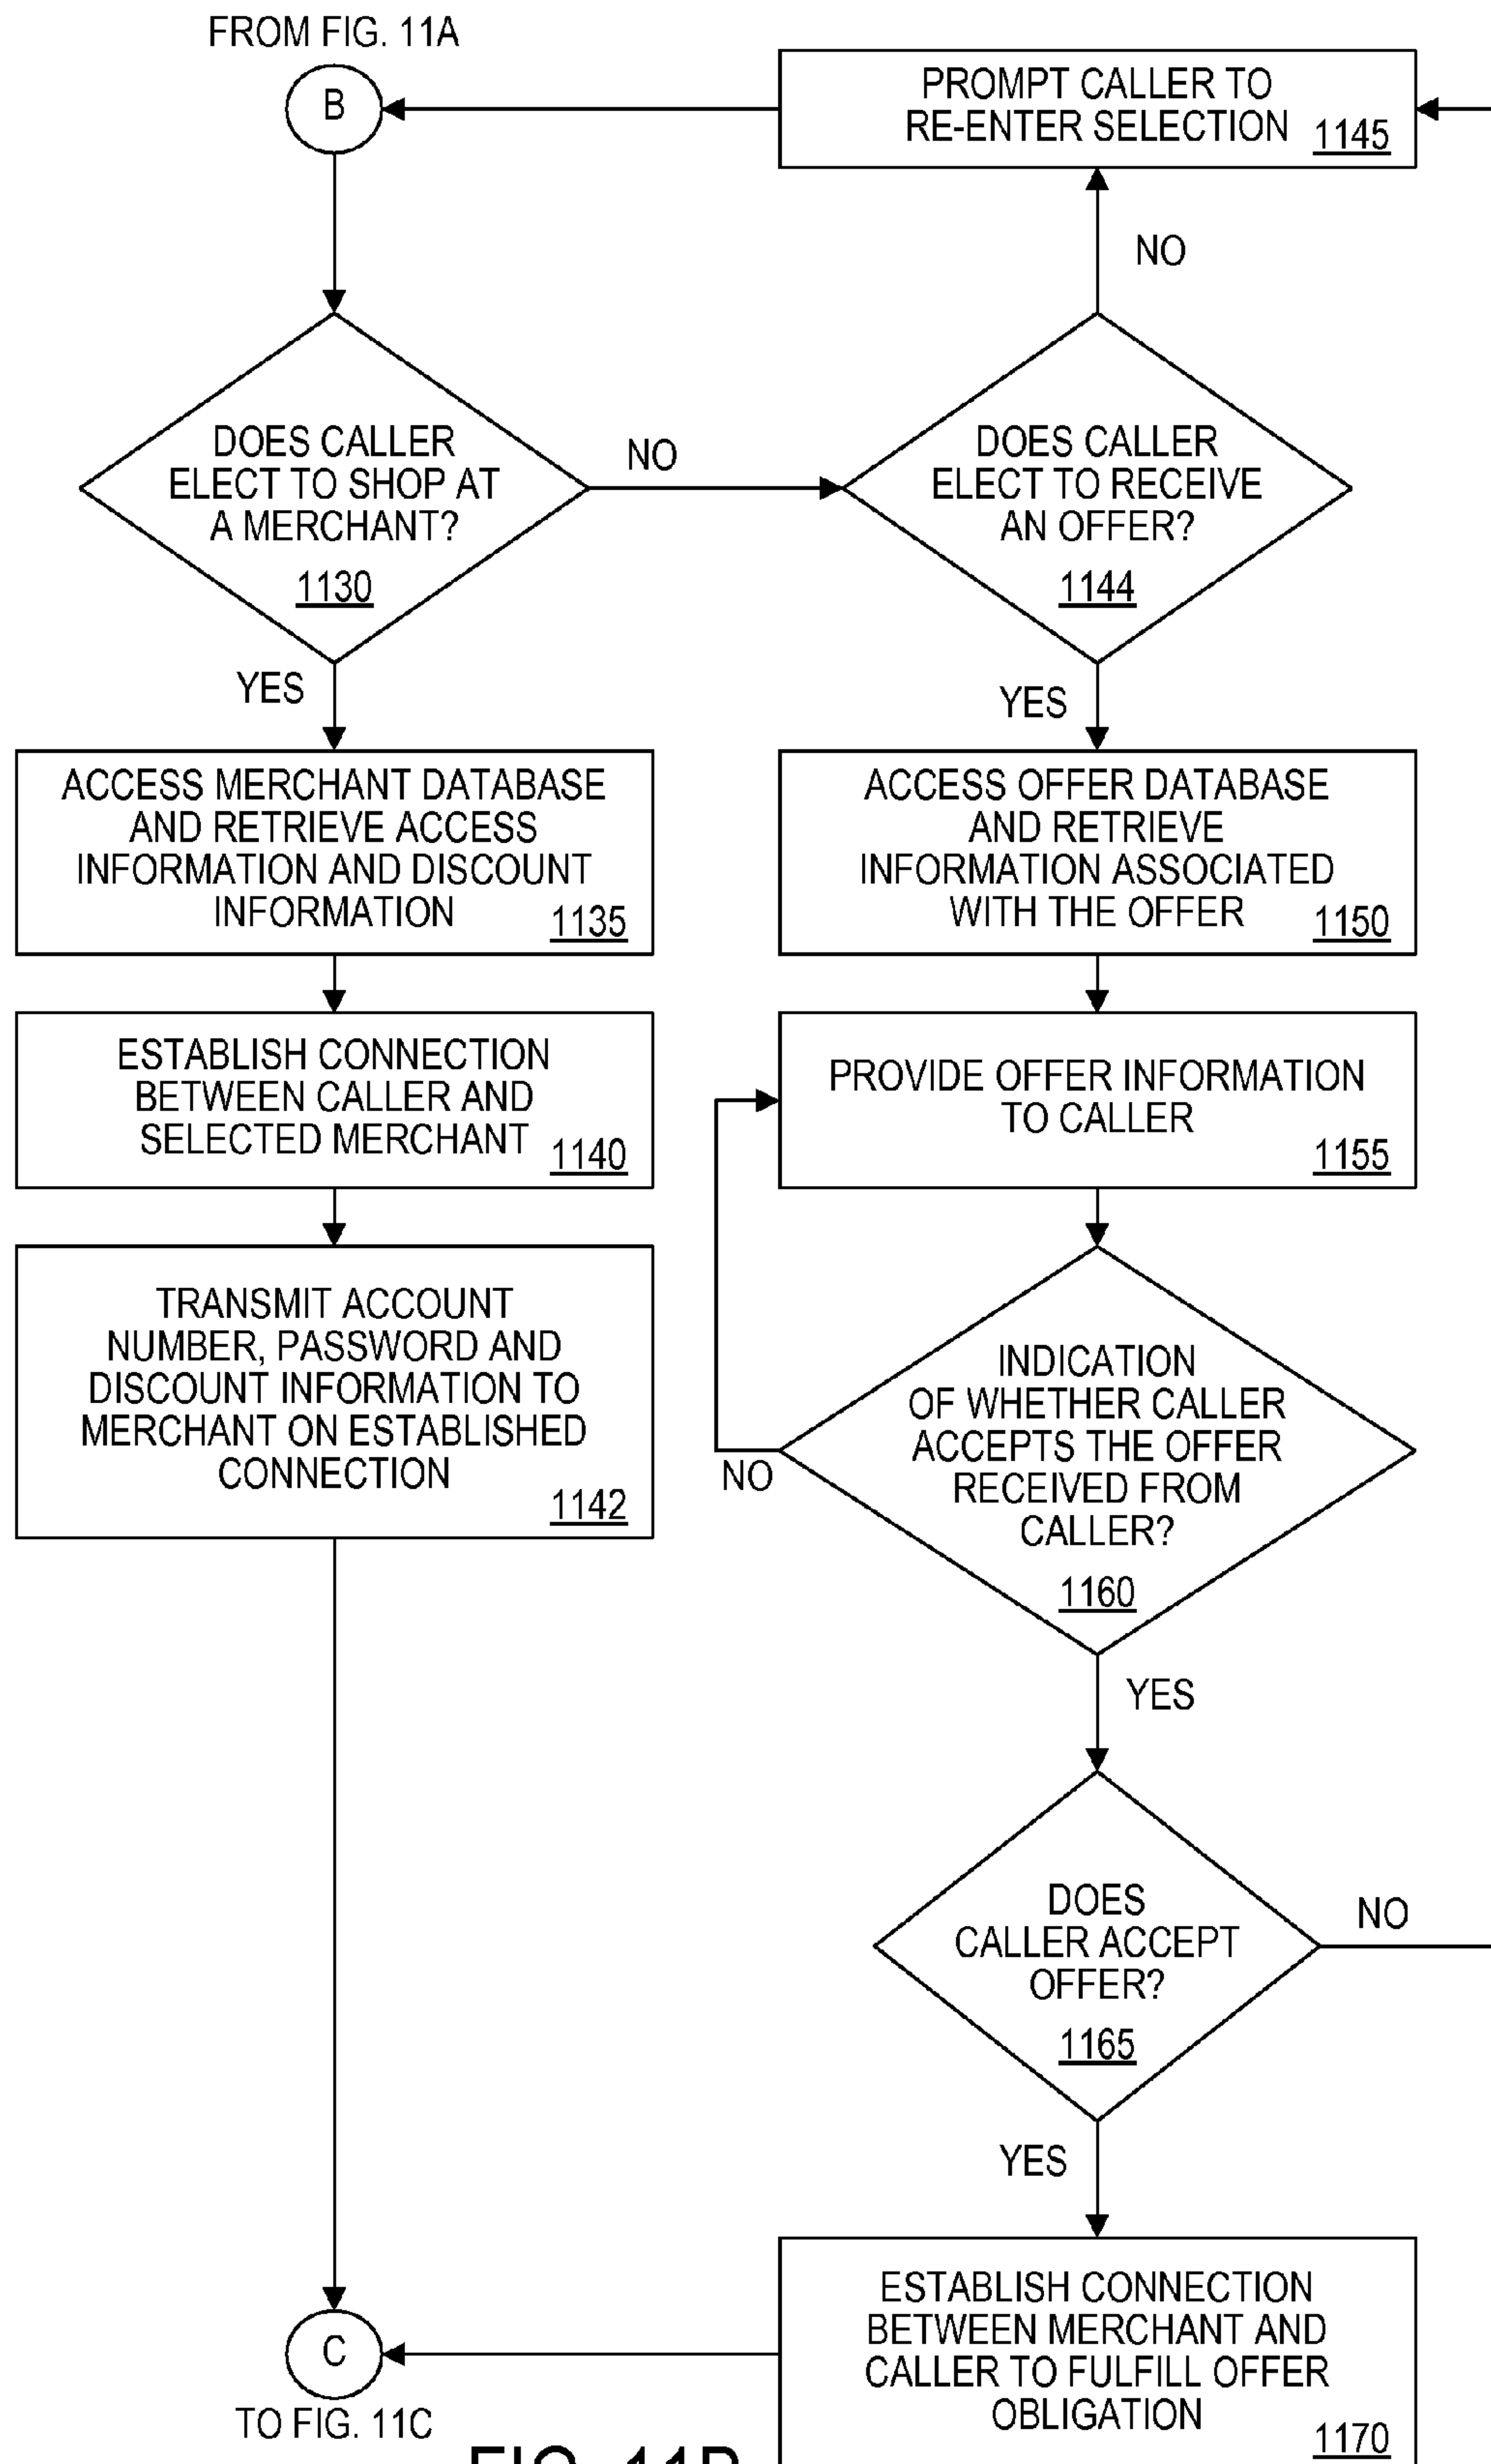 FROM FIG. 11A
B
PROMPT CALLER TO
RE-ENTER SELECTION
1145
NO
DOES CALLER
ELECT TO SHOP AT
A MERCHANT?
1130
NO
DOES CALLER
ELECT TO RECEIVE
AN OFFER?
1144
YES
YES
ACCESS MERCHANT DATABASE
AND RETRIEVE ACCESS
INFORMATION AND DISCOUNT
INFORMATION
1135
ACCESS OFFER DATABASE
AND RETRIEVE
INFORMATION ASSOCIATED
WITH THE OFFER
1150
ESTABLISH CONNECTION
BETWEEN CALLER AND
SELECTED MERCHANT
1140
PROVIDE OFFER INFORMATION
TO CALLER
1155
TRANSMIT ACCOUNT
NUMBER, PASSWORD AND
DISCOUNT INFORMATION TO
MERCHANT ON ESTABLISHED
CONNECTION
1142
INDICATION
OF WHETHER CALLER
ACCEPTS THE OFFER
RECEIVED FROM
CALLER?
1160
NO
YES
DOES
CALLER ACCEPT
OFFER?
1165
NO
YES
ESTABLISH CONNECTION
BETWEEN MERCHANT AND
CALLER TO FULFILL OFFER
OBLIGATION
1170
C
TO FIG. 11C
FIG. 11B